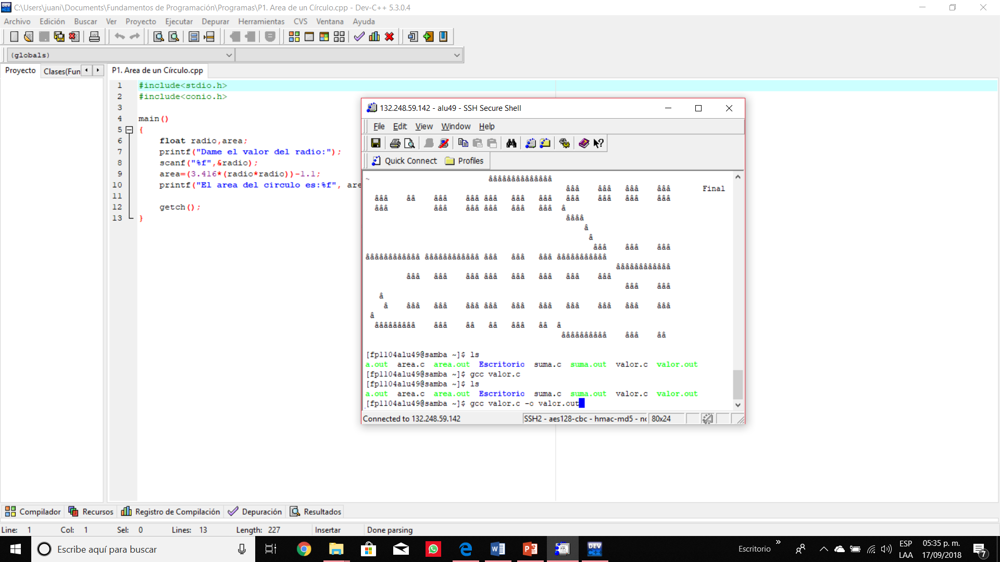 C:\Users\juani\Documents\Fundamentos de Programación\Programas\P1. Area de un Círculo.cpp - Dev-C++ 5.3.0.4
Archivo Edición Buscar Ver Proyecto Ejecutar Depurar Herramientas CVS Ventana Ayuda
(globals)
Proyecto Clases(Fun P1. Area de un Círculo.cpp
1 #include<stdio.h>
2 #include<conio.h>
3
4 main()
5 {
6 float radio,area;
7 printf("Dame el valor del radio:");
8 scanf("%f",&radio);
9 area=(3.416*(radio*radio))-1.1;
10 printf("El area del circulo es:%f", are
11
12 getch();
13 }
132.248.59.142 - alu49 - SSH Secure Shell
File Edit View Window Help
Quick Connect Profiles
~ ââââââââââââââ
âââ âââ âââ âââ Final
âââ ââ âââ âââ âââ âââ âââ âââ âââ âââ âââ
âââ âââ âââ âââ âââ âââ â
ââââ
â
â
âââ âââ âââ
ââââââââââââ ââââââââââââ âââ âââ âââ âââââââââââ
ââââââââââââ
âââ âââ âââ âââ âââ âââ âââ âââ
âââ âââ
â
â âââ âââ âââ âââ âââ âââ âââ âââ âââ âââ
â
âââââââââ âââ ââ ââ âââ ââ â
ââââââââââ âââ ââ
[fp1104alu49@samba ~]$ ls
a.out area.c area.out Escritorio suma.c suma.out valor.c valor.out
[fp1104alu49@samba ~]$ gcc valor.c
[fp1104alu49@samba ~]$ ls
a.out area.c area.out Escritorio suma.c suma.out valor.c valor.out
[fp1104alu49@samba ~]$ gcc valor.c -o valor.out
Connected to 132.248.59.142 SSH2 - aes128-cbc - hmac-md5 - no 80x24
Compilador Recursos Registro de Compilación Depuración Resultados
Line: 1 Col: 1 Sel: 0 Lines: 13 Length: 227 Insertar Done parsing
Escribe aquí para buscar
DEV C++
Escritorio
ESP
LAA
05:35 p. m.
17/09/2018
7